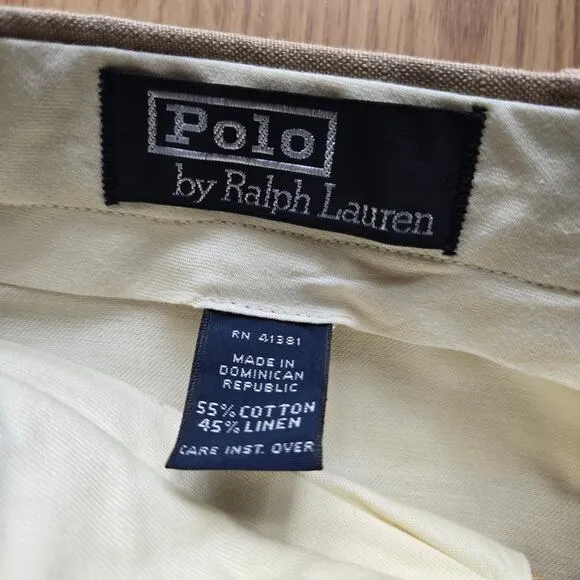 Polo
by Ralph Lauren
RN 41381
MADE IN
DOMINICAN
REPUBLIC
55% COTTON
45% LINEN
CARE INST. OVER